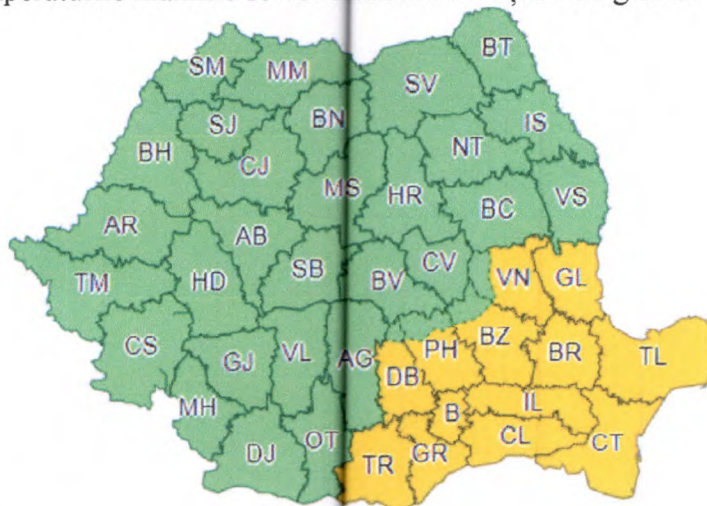 BT
SM MM SV
SJ BN IS
BH CJ NT
MS HR BC VS
AR AB
TM HD SB BV CV VN GL
CS GJ VL AG PH BZ BR TL
DB
MH B IL
DJ OT TR GR CL CT